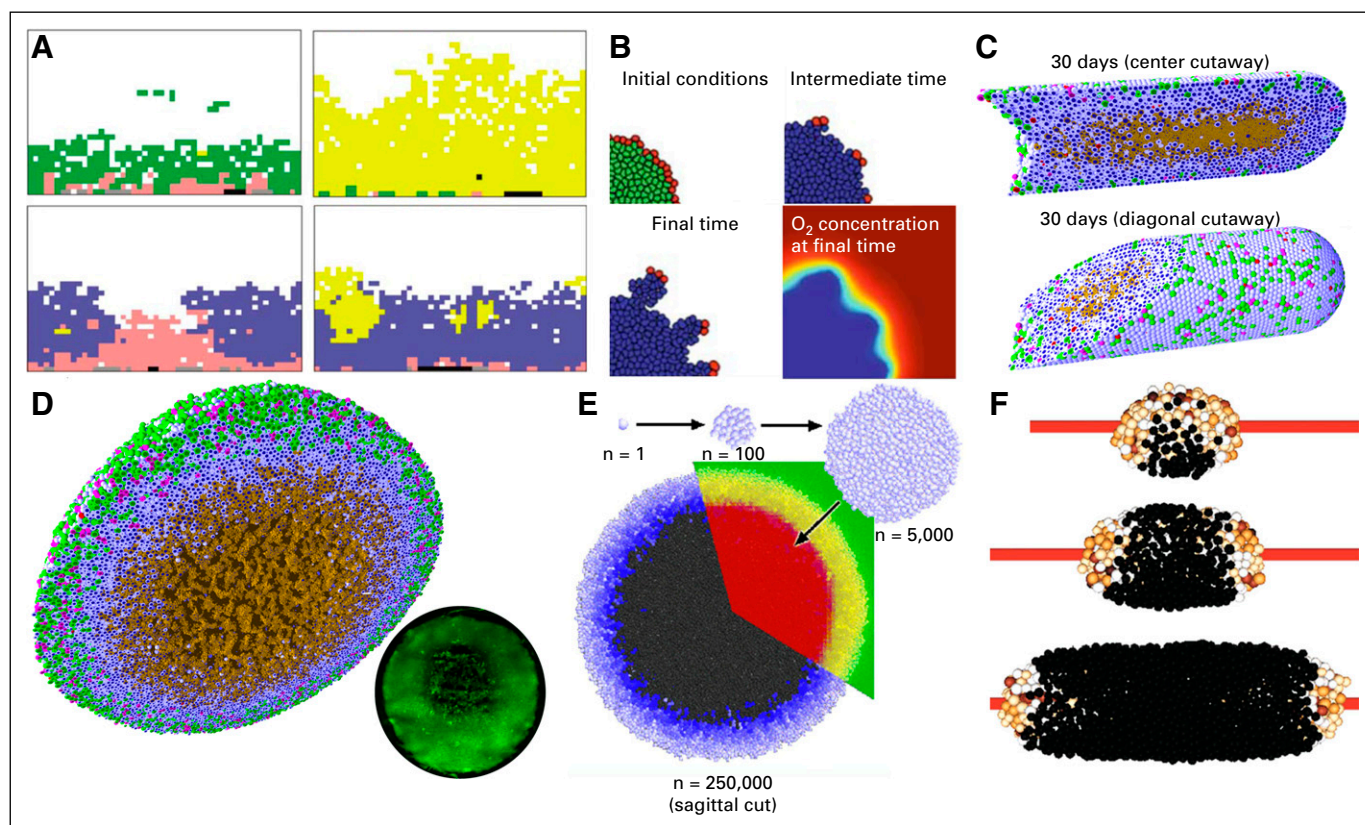 A
B
Initial conditions
Intermediate time
Final time
O₂ concentration
at final time
C
30 days (center cutaway)
30 days (diagonal cutaway)
D
E
n = 1
n = 100
n = 5,000
n = 250,000
(sagittal cut)
F